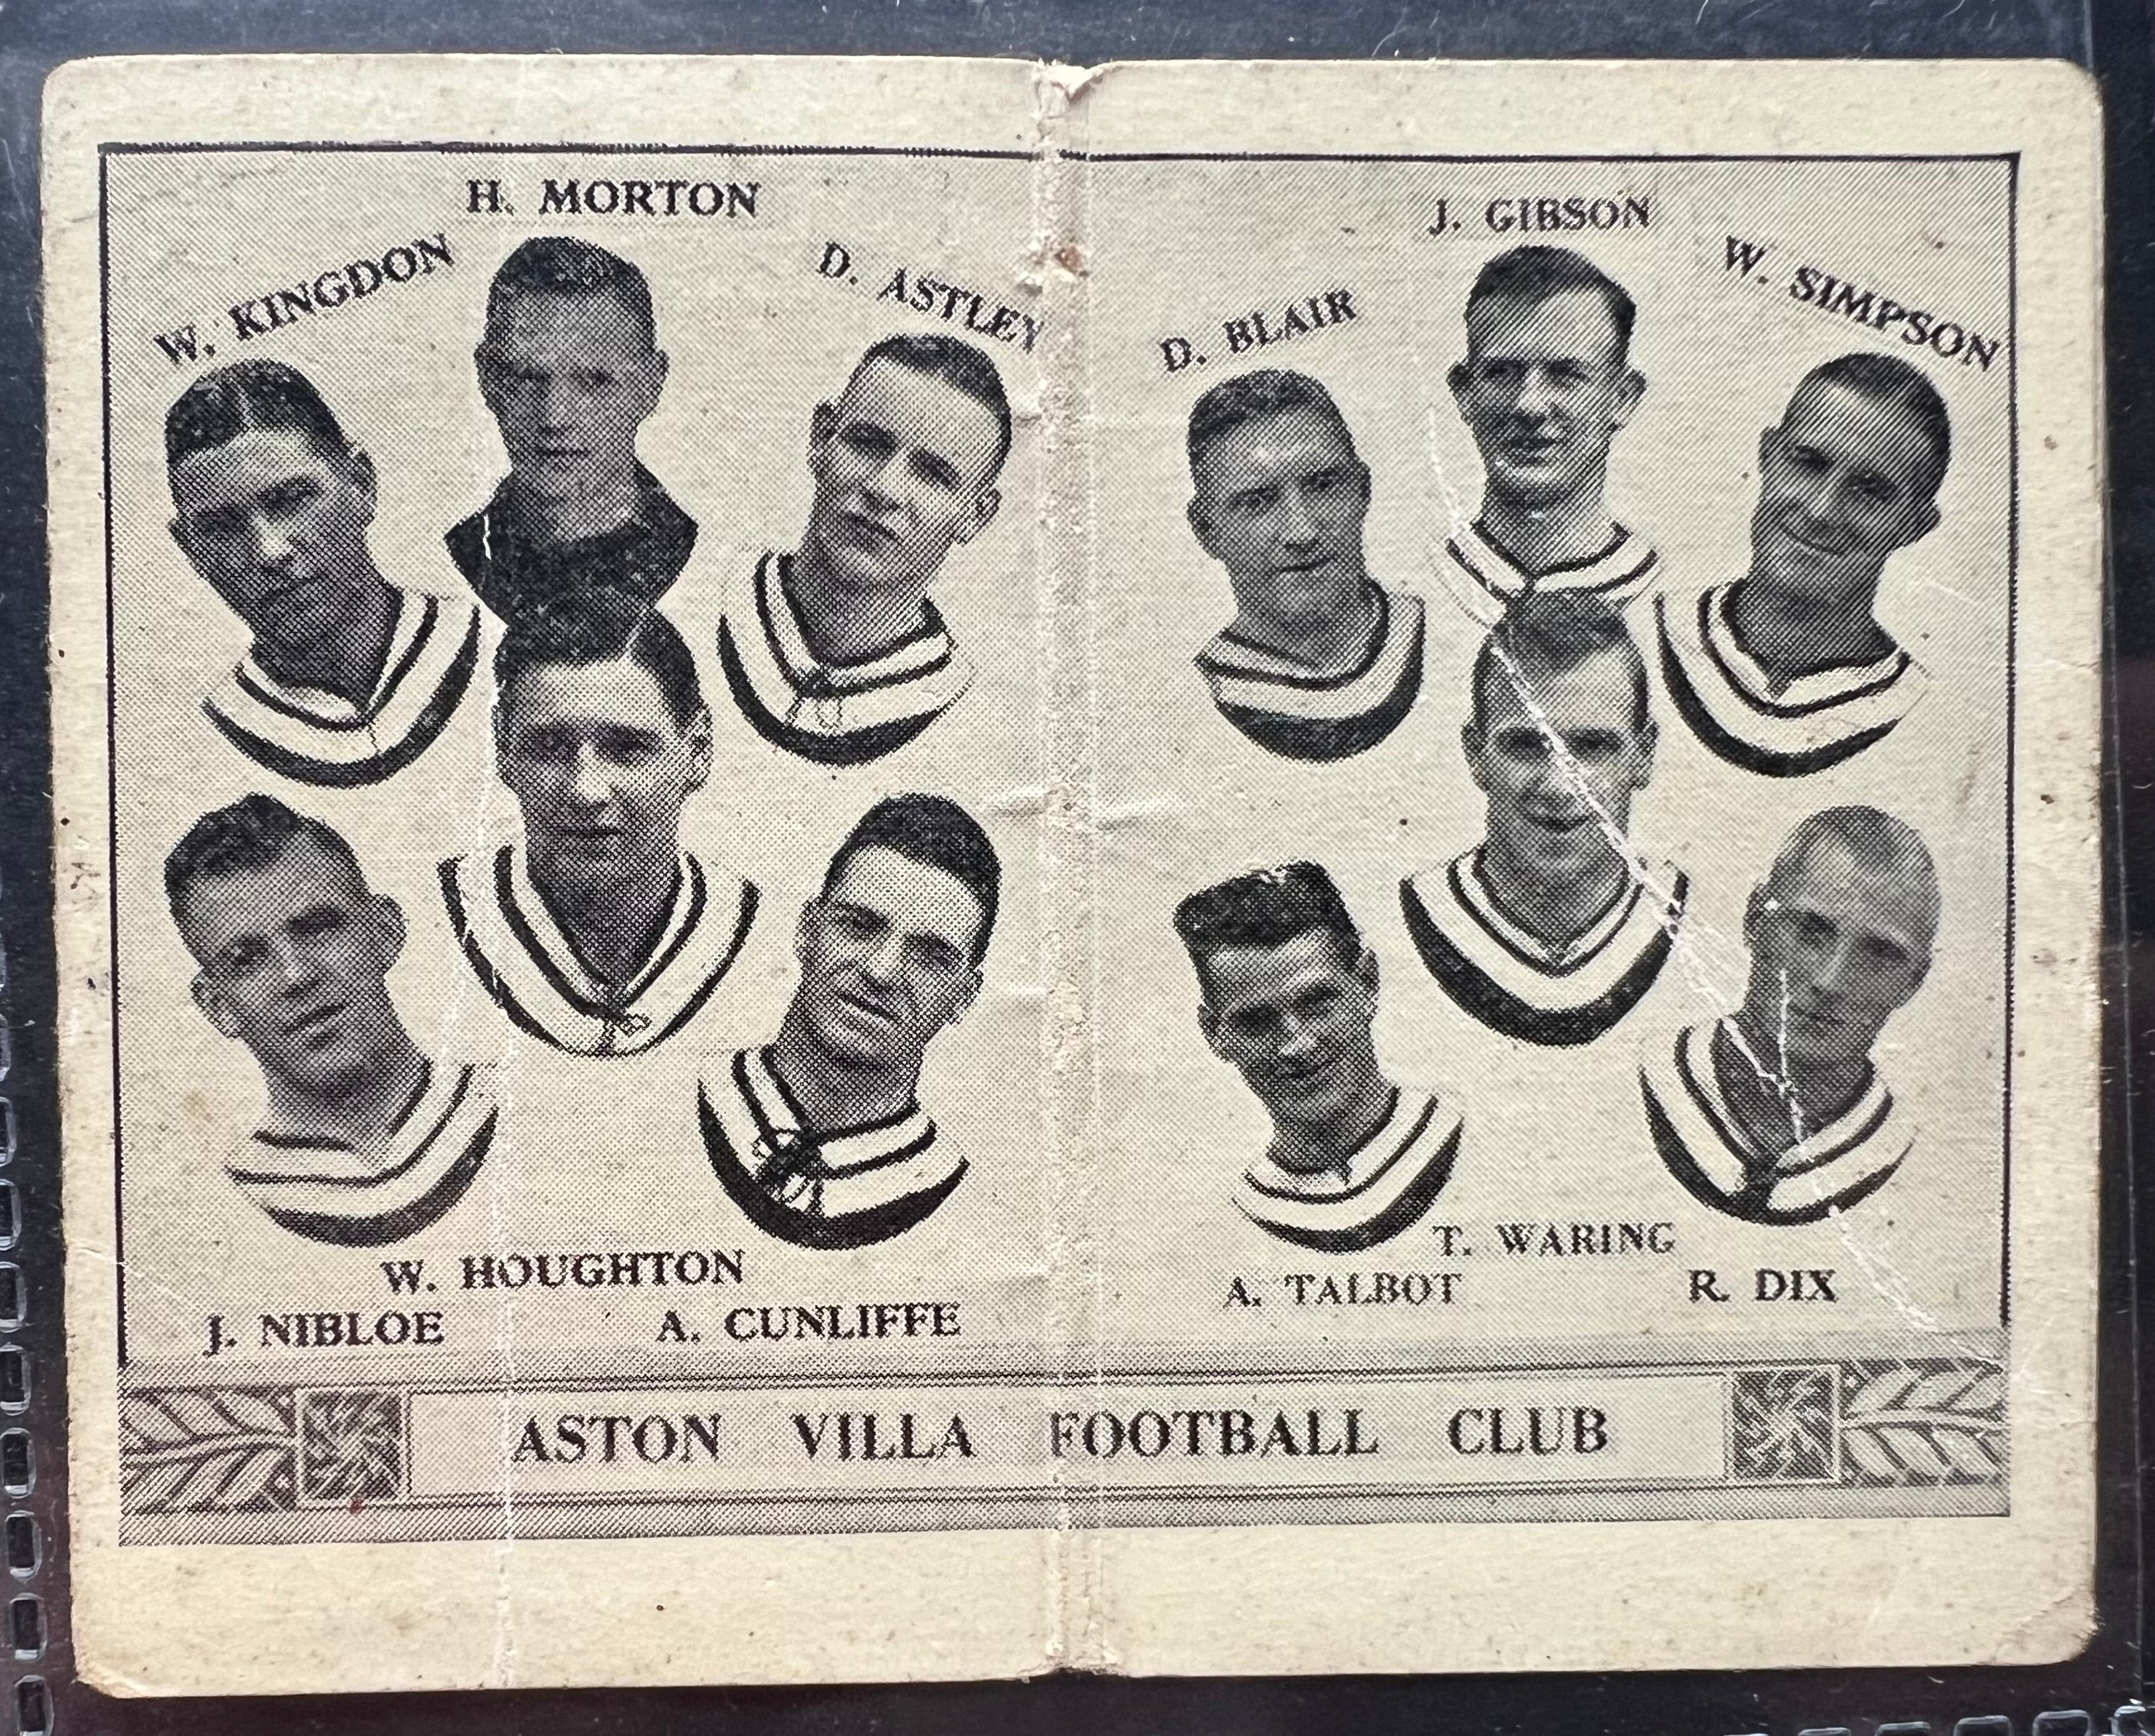 H. MORTON
W. KINGDON
D. ASTLEY
J. GIBSON
D. BLAIR
W. SIMPSON
W. HOUGHTON
J. NIBLOE
A. CUNLIFFE
T. WARING
A. TALBOT
R. DIX
ASTON VILLA FOOTBALL CLUB